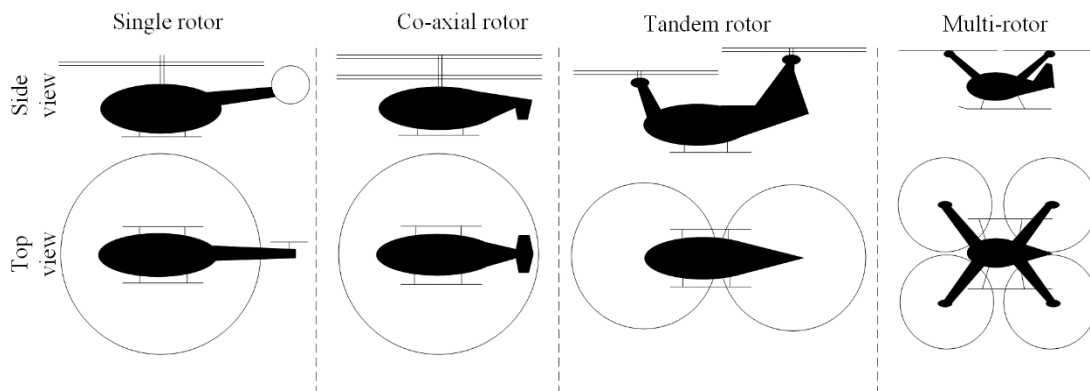 Single rotor
Co-axial rotor
Tandem rotor
Multi-rotor
Side
view
Top
view